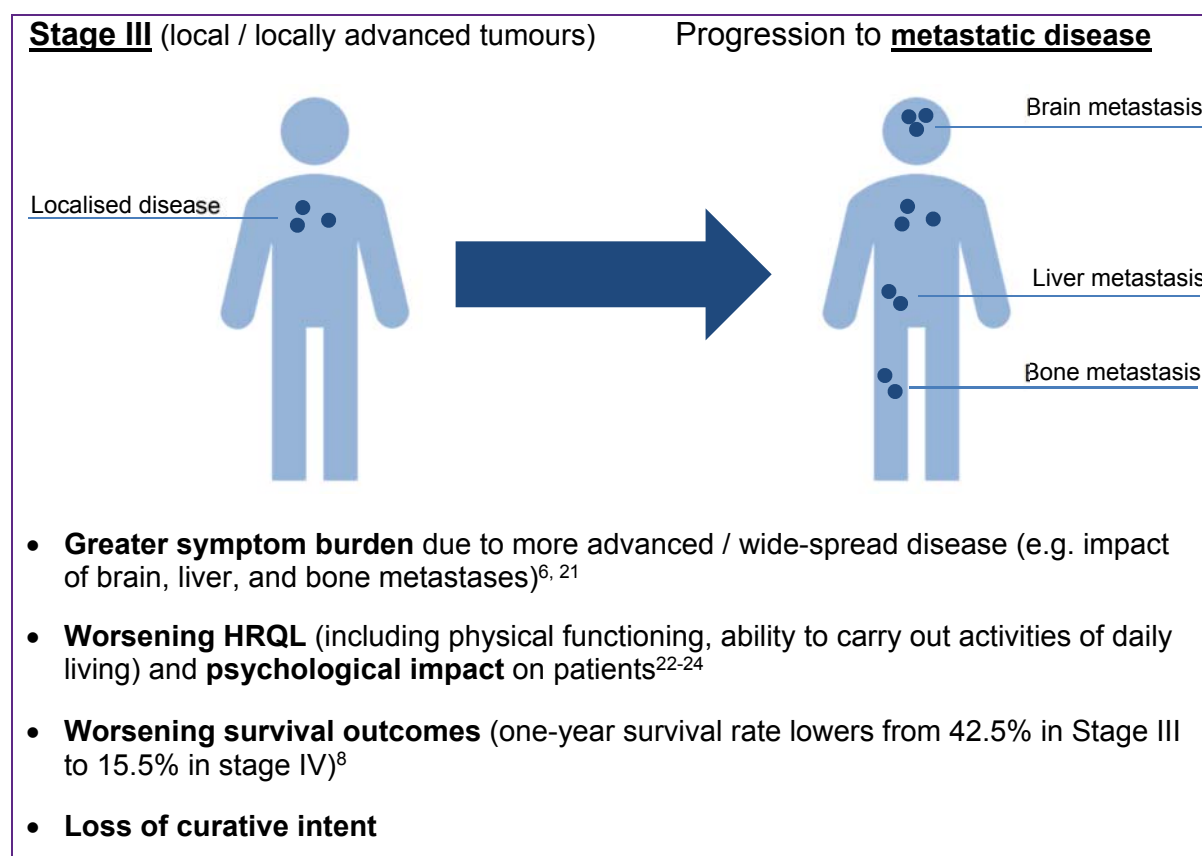 Stage III (local / locally advanced tumours)
Progression to metastatic disease
Brain metastasis
Localised disease
Liver metastasis
Bone metastasis
• Greater symptom burden due to more advanced / wide-spread disease (e.g. impact
of brain, liver, and bone metastases)6, 21
• Worsening HRQL (including physical functioning, ability to carry out activities of daily
living) and psychological impact on patients22-24
• Worsening survival outcomes (one-year survival rate lowers from 42.5% in Stage III
to 15.5% in stage IV)8
• Loss of curative intent